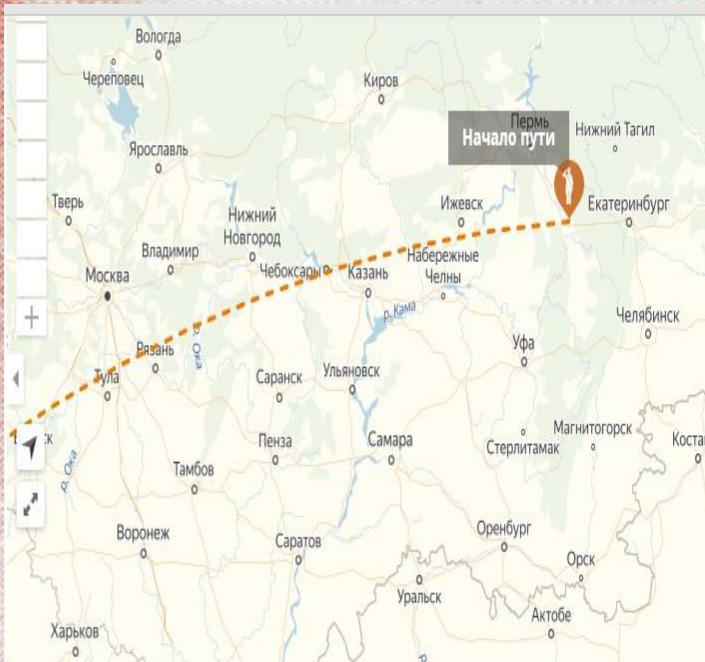 Вологда
Череповец
Киров
Пермь
Начало пути
Нижний Тагил
Ярославль
Тверь
Ижевск
Екатеринбург
Нижний
Новгород
Владимир
Москва
Чебоксары
Казань
Набережные
Челны
р. Кама
Челябинск
Рязань
р. Ока
Уфа
Тула
Саранск
Ульяновск
Магнитогорск
Пенза
Самара
Стерлитамак
р. Ока
Тамбов
Воронеж
Саратов
Оренбург
Орск
Уральск
Актобе
Харьков